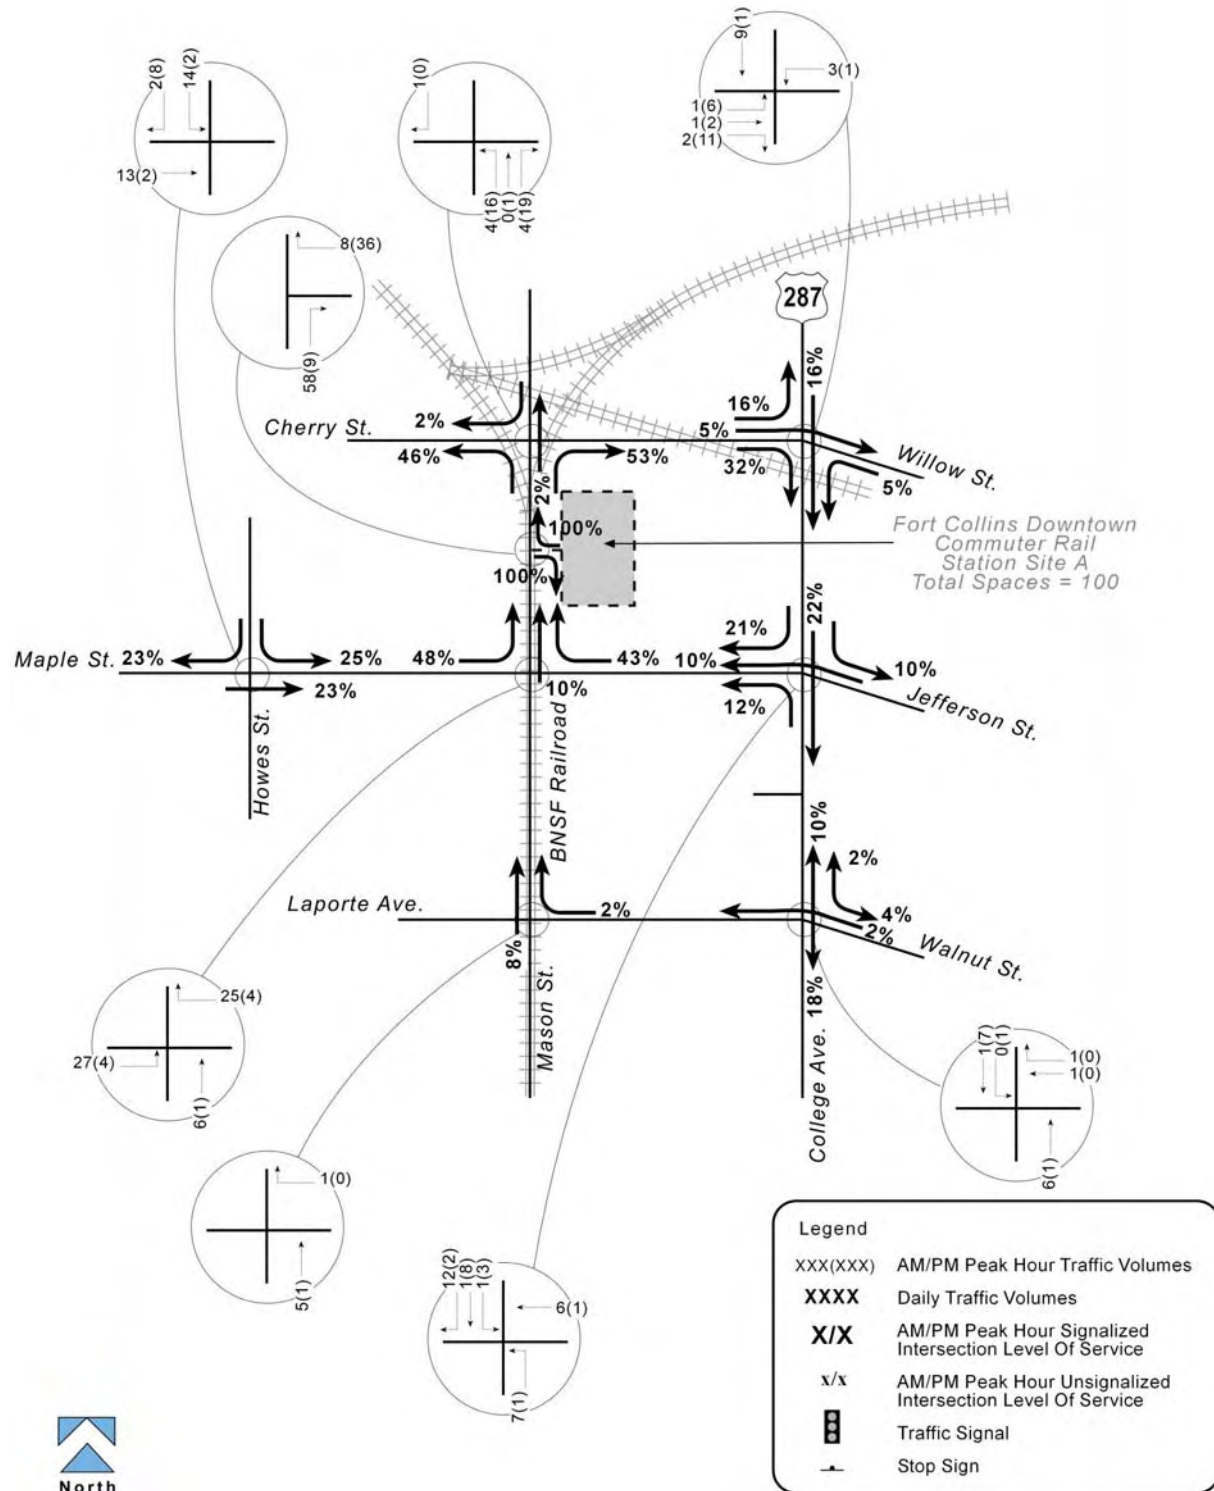 9(1)
3(1)
1(6)
1(2)
2(11)
2(8)
14(2)
13(2)
1(0)
4(16)
0(1)
4(19)
8(36)
58(9)
287
16%
16%
2%
Cherry St.
5%
46%
53%
32%
Willow St.
5%
2%
100%
Fort Collins Downtown
Commuter Rail
Station Site A
Total Spaces = 100
100%
22%
21%
Maple St.
23%
25%
48%
43%
10%
10%
23%
10%
12%
Jefferson St.
Howes St.
BNSF Railroad
10%
2%
Laporte Ave.
2%
4%
2%
Walnut St.
8%
18%
Mason St.
College Ave.
25(4)
27(4)
6(1)
1(7)
0(1)
1(0)
1(0)
6(1)
1(0)
5(1)
12(2)
1(8)
1(3)
6(1)
7(1)
Legend
XXX(XXX) AM/PM Peak Hour Traffic Volumes
XXXX Daily Traffic Volumes
X/X AM/PM Peak Hour Signalized
Intersection Level Of Service
x/x AM/PM Peak Hour Unsignalized
Intersection Level Of Service
Traffic Signal
Stop Sign
North